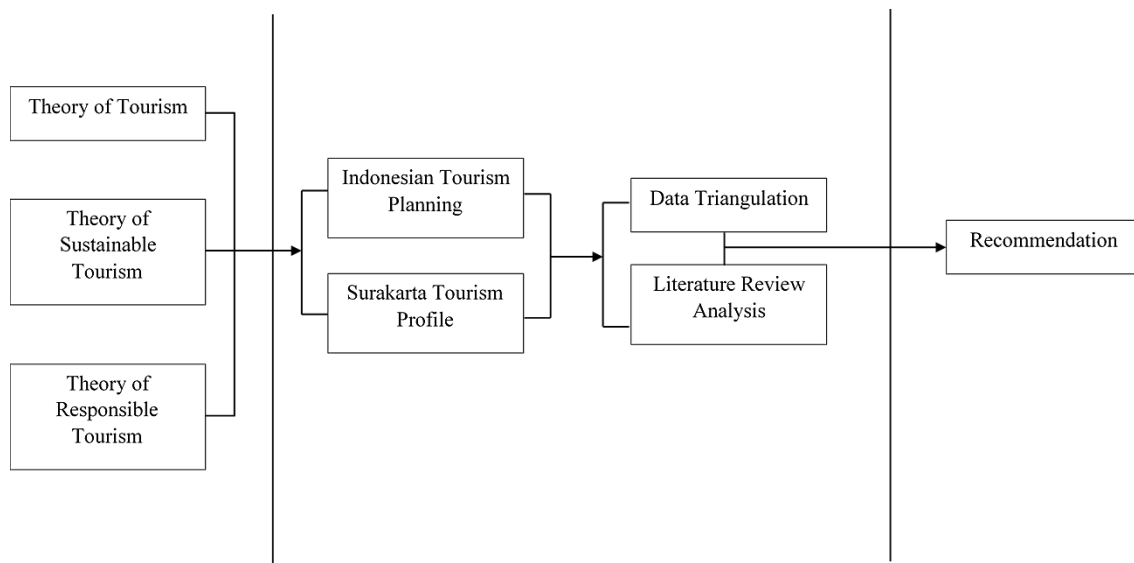 Theory of Tourism
Theory of
Sustainable
Tourism
Theory of
Responsible
Tourism
Indonesian Tourism
Planning
Surakarta Tourism
Profile
Data Triangulation
Literature Review
Analysis
Recommendation